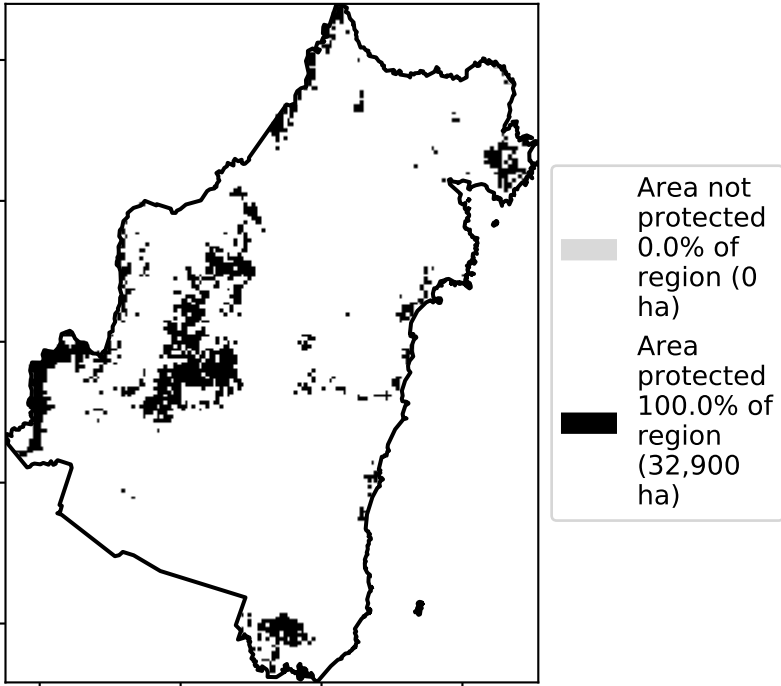 Area not
protected
0.0% of
region (0
ha)
Area
protected
100.0% of
region
(32,900
ha)